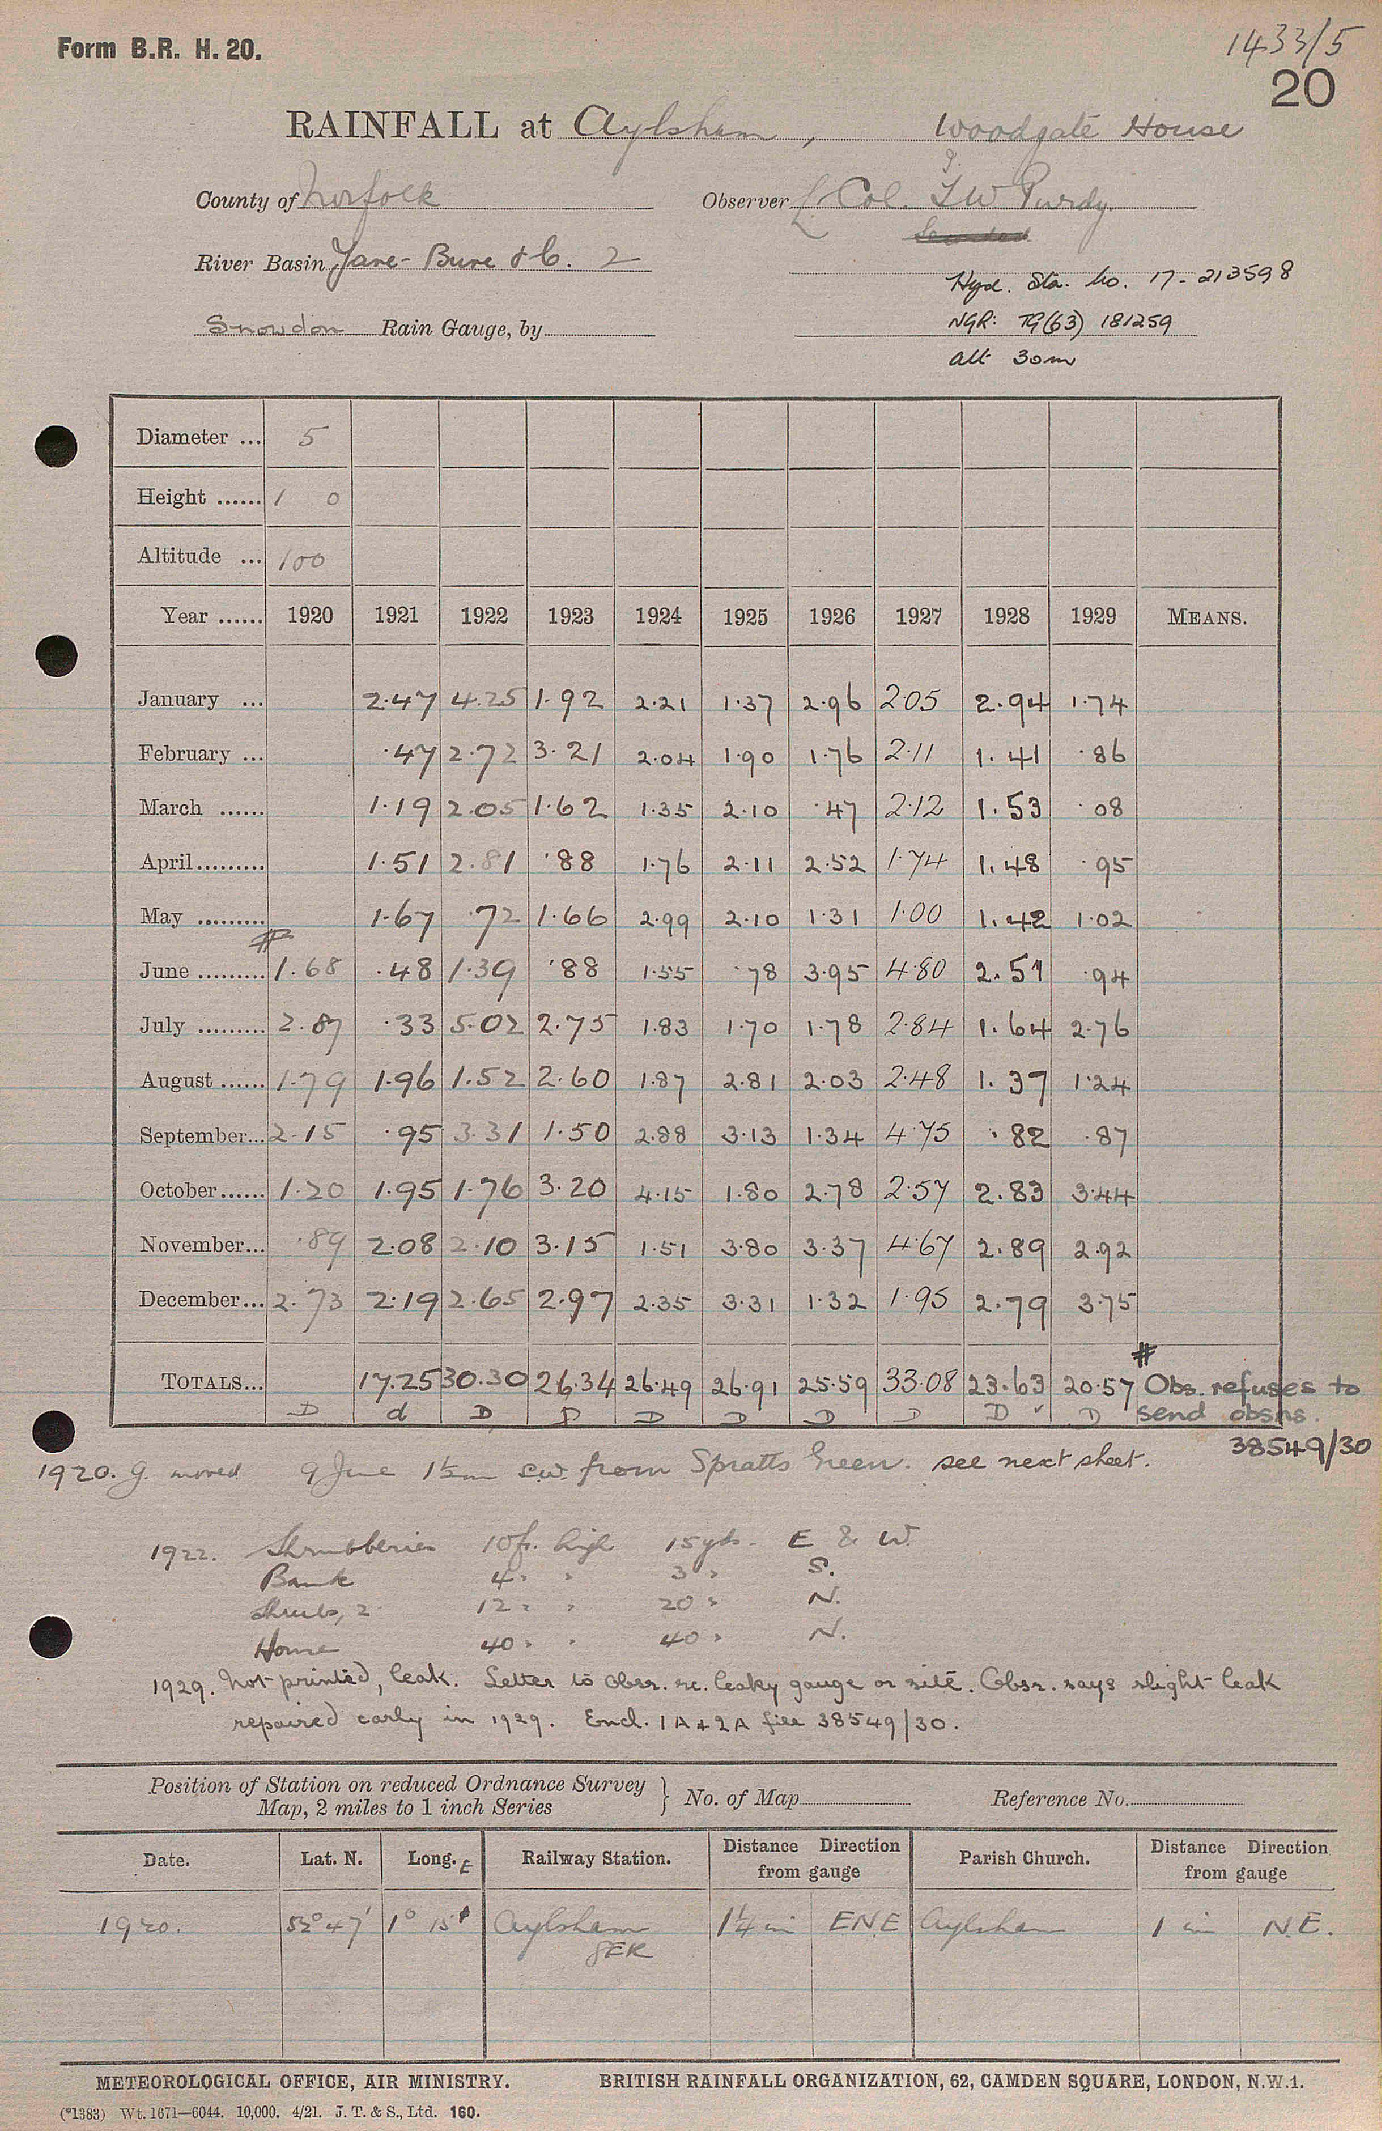 Form B.R. H. 20.
1433/5
20
RAINFALL at Aylsham, Woodgate House
County of Norfolk Observer Lt Col. T W Purdy
River Basin Yare - Bure &c. 2
Hyd. Sta. No. 17-213598
Snowdon Rain Gauge, by
NGR: TG(63) 181259
alt 30m
Diameter ... 5
Height ...... 1 0
Altitude ... 100
Year ...... 1920 1921 1922 1923 1924 1925 1926 1927 1928 1929 MEANS.
January ... 2.47 4.25 1.92 2.21 1.37 2.96 2.05 2.94 1.74
February ... .47 2.72 3.21 2.04 1.90 1.76 2.11 1.41 .86
March ...... 1.19 2.05 1.62 1.35 2.10 .47 2.12 1.53 .08
April ......... 1.51 2.81 .88 1.76 2.11 2.52 1.74 1.48 .95
May ......... 1.67 .72 1.66 2.99 2.10 1.31 1.00 1.42 1.02
June ......... 1.68 .48 1.39 .88 1.55 .78 3.95 4.80 2.51 .94
July ......... 2.87 .33 5.02 2.75 1.83 1.70 1.78 2.84 1.64 2.76
August ...... 1.79 1.96 1.52 2.60 1.87 2.81 2.03 2.48 1.37 1.24
September... 2.15 .95 3.31 1.50 2.88 3.13 1.34 4.75 .82 .87
October ...... 1.20 1.95 1.76 3.20 4.15 1.80 2.78 2.57 2.83 3.44
November... .89 2.08 2.10 3.15 1.51 3.80 3.37 4.67 2.89 2.92
December... 2.73 2.19 2.65 2.97 2.35 3.31 1.32 1.95 2.79 3.75
#
TOTALS... 17.25 30.30 26.34 26.49 26.91 25.59 33.08 23.63 20.57 Obs. refuses to
D d D D D D D D D ✓ D send obsns.
38549/30
1920. g. moved 9 June 1½m SW from Spratts Green. see next sheet.
1922. Shrubberies 10ft. high 15yds. E & W.
Bank 4 " " 3 " S.
Shrubs, 2 12 " " 20 " N.
House 40 " " 40 " N.
1929. Not printed, leak. Letter to obsr. re. leaky gauge or site. Obsr. says slight leak
repaired early in 1929. Encl. 1A + 2A file 38549/30.
Position of Station on reduced Ordnance Survey Map, 2 miles to 1 inch Series } No. of Map Reference No.
Date. Lat. N. Long. E Railway Station. Distance Direction from gauge Parish Church. Distance Direction from gauge
1920. 52° 47' 1° 15' Aylsham GER 1¼ m ENE Aylsham 1 m N.E.
METEOROLOGICAL OFFICE, AIR MINISTRY. BRITISH RAINFALL ORGANIZATION, 62, CAMDEN SQUARE, LONDON, N.W.1.
(*1383) Wt. 1671—6044. 10,000. 4/21. J. T. & S., Ltd. 160.